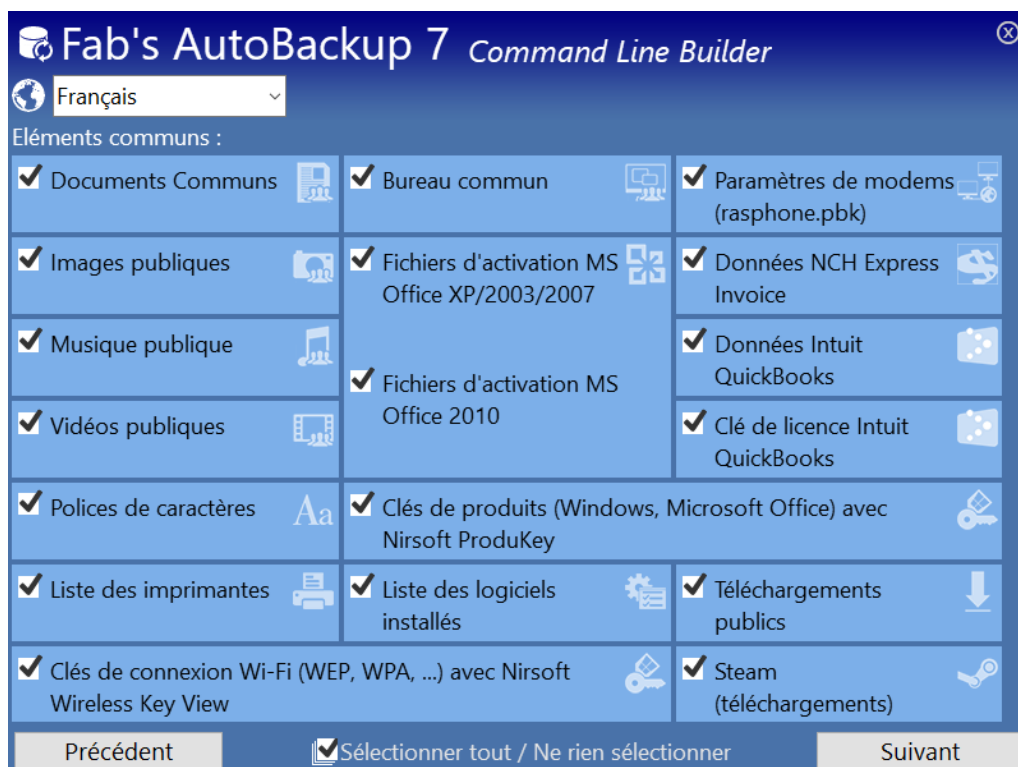 Fab's AutoBackup 7 Command Line Builder
Français
Eléments communs :
Documents Communs
Bureau commun
Paramètres de modems
(rasphone.pbk)
Images publiques
Fichiers d'activation MS
Office XP/2003/2007
Données NCH Express
Invoice
Musique publique
Fichiers d'activation MS
Office 2010
Données Intuit
QuickBooks
Vidéos publiques
Clé de licence Intuit
QuickBooks
Polices de caractères
Aa
Clés de produits (Windows, Microsoft Office) avec
Nirsoft ProduKey
Liste des imprimantes
Liste des logiciels
installés
Téléchargements
publics
Clés de connexion Wi-Fi (WEP, WPA, ...) avec Nirsoft
Wireless Key View
Steam
(téléchargements)
Précédent
Sélectionner tout / Ne rien sélectionner
Suivant